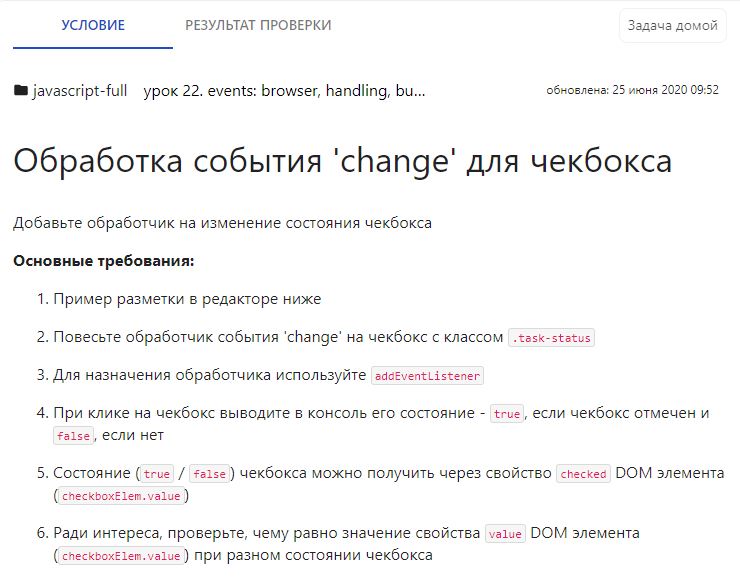 УСЛОВИЕ РЕЗУЛЬТАТ ПРОВЕРКИ Задача домой
javascript-full урок 22. events: browser, handling, bu... обновлена: 25 июня 2020 09:52
Обработка события 'change' для чекбокса
Добавьте обработчик на изменение состояния чекбокса
Основные требования:
1. Пример разметки в редакторе ниже
2. Повесьте обработчик события 'change' на чекбокс с классом .task-status
3. Для назначения обработчика используйте addEventListener
4. При клике на чекбокс выводите в консоль его состояние - true, если чекбокс отмечен и
false, если нет
5. Состояние (true / false) чекбокса можно получить через свойство checked DOM элемента
(checkboxElem.value)
6. Ради интереса, проверьте, чему равно значение свойства value DOM элемента
(checkboxElem.value) при разном состоянии чекбокса